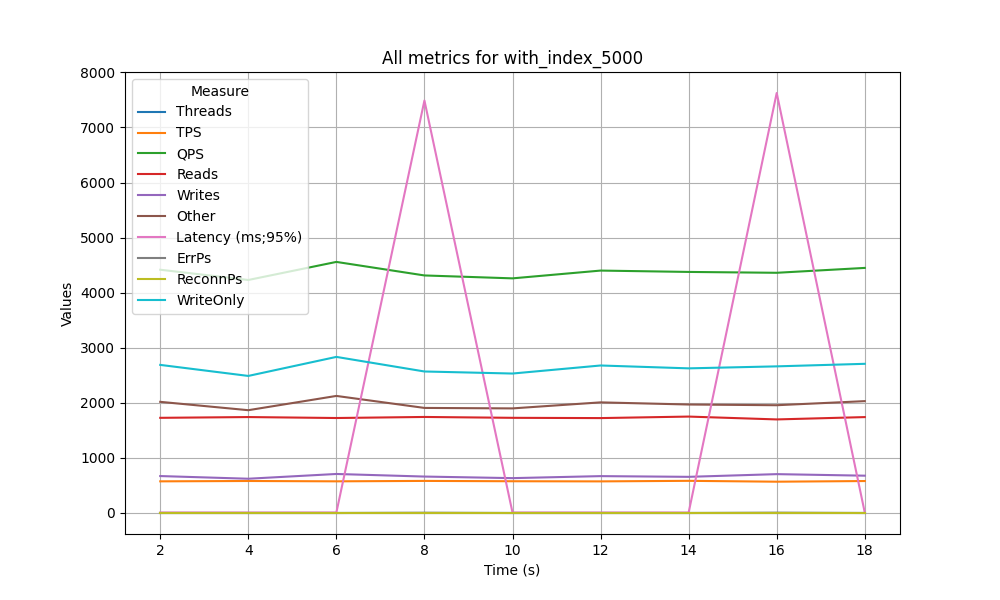 All metrics for with_index_5000
8000
7000
6000
5000
4000
3000
2000
1000
0
Values
Measure
Threads
TPS
QPS
Reads
Writes
Other
Latency (ms;95%)
ErrPs
ReconnPs
WriteOnly
2 4 6 8 10 12 14 16 18
Time (s)